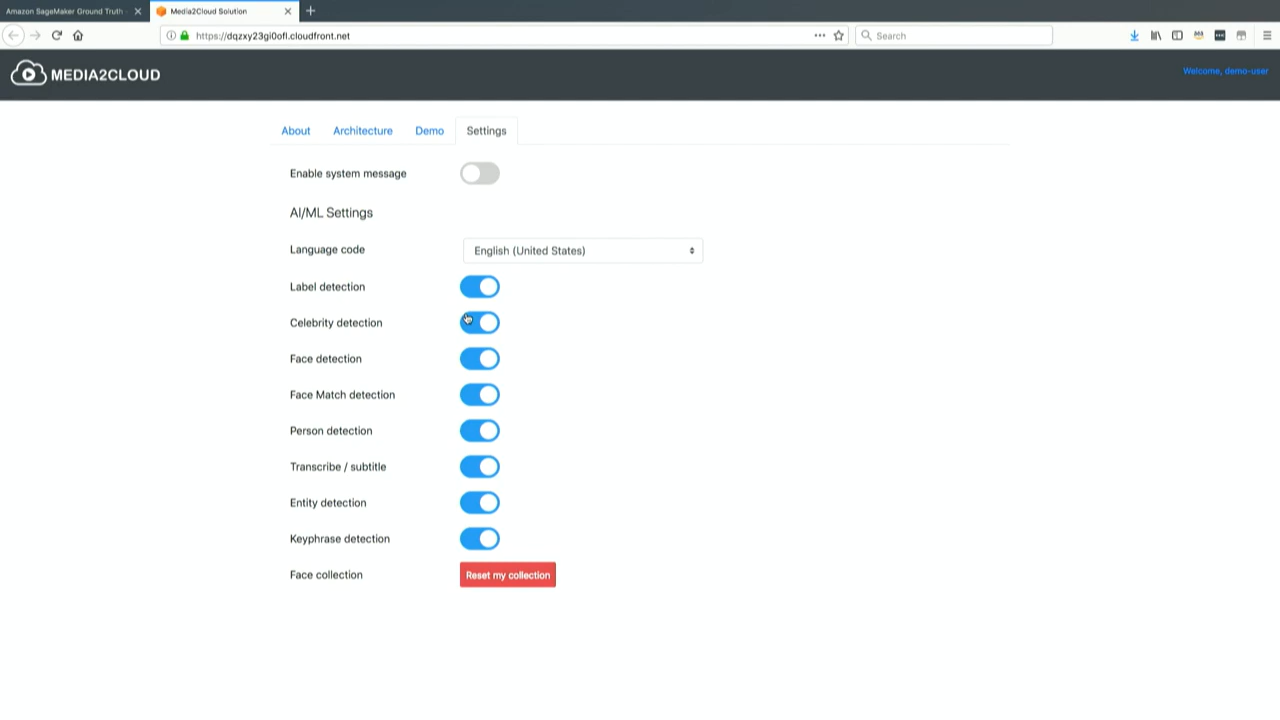 Amazon SageMaker Ground Truth
Media2Cloud Solution
https://dqzxy23gi0ofl.cloudfront.net
Search
MEDIA2CLOUD
Welcome, demo-user
About Architecture Demo Settings
Enable system message
AI/ML Settings
Language code English (United States)
Label detection
Celebrity detection
Face detection
Face Match detection
Person detection
Transcribe / subtitle
Entity detection
Keyphrase detection
Face collection Reset my collection